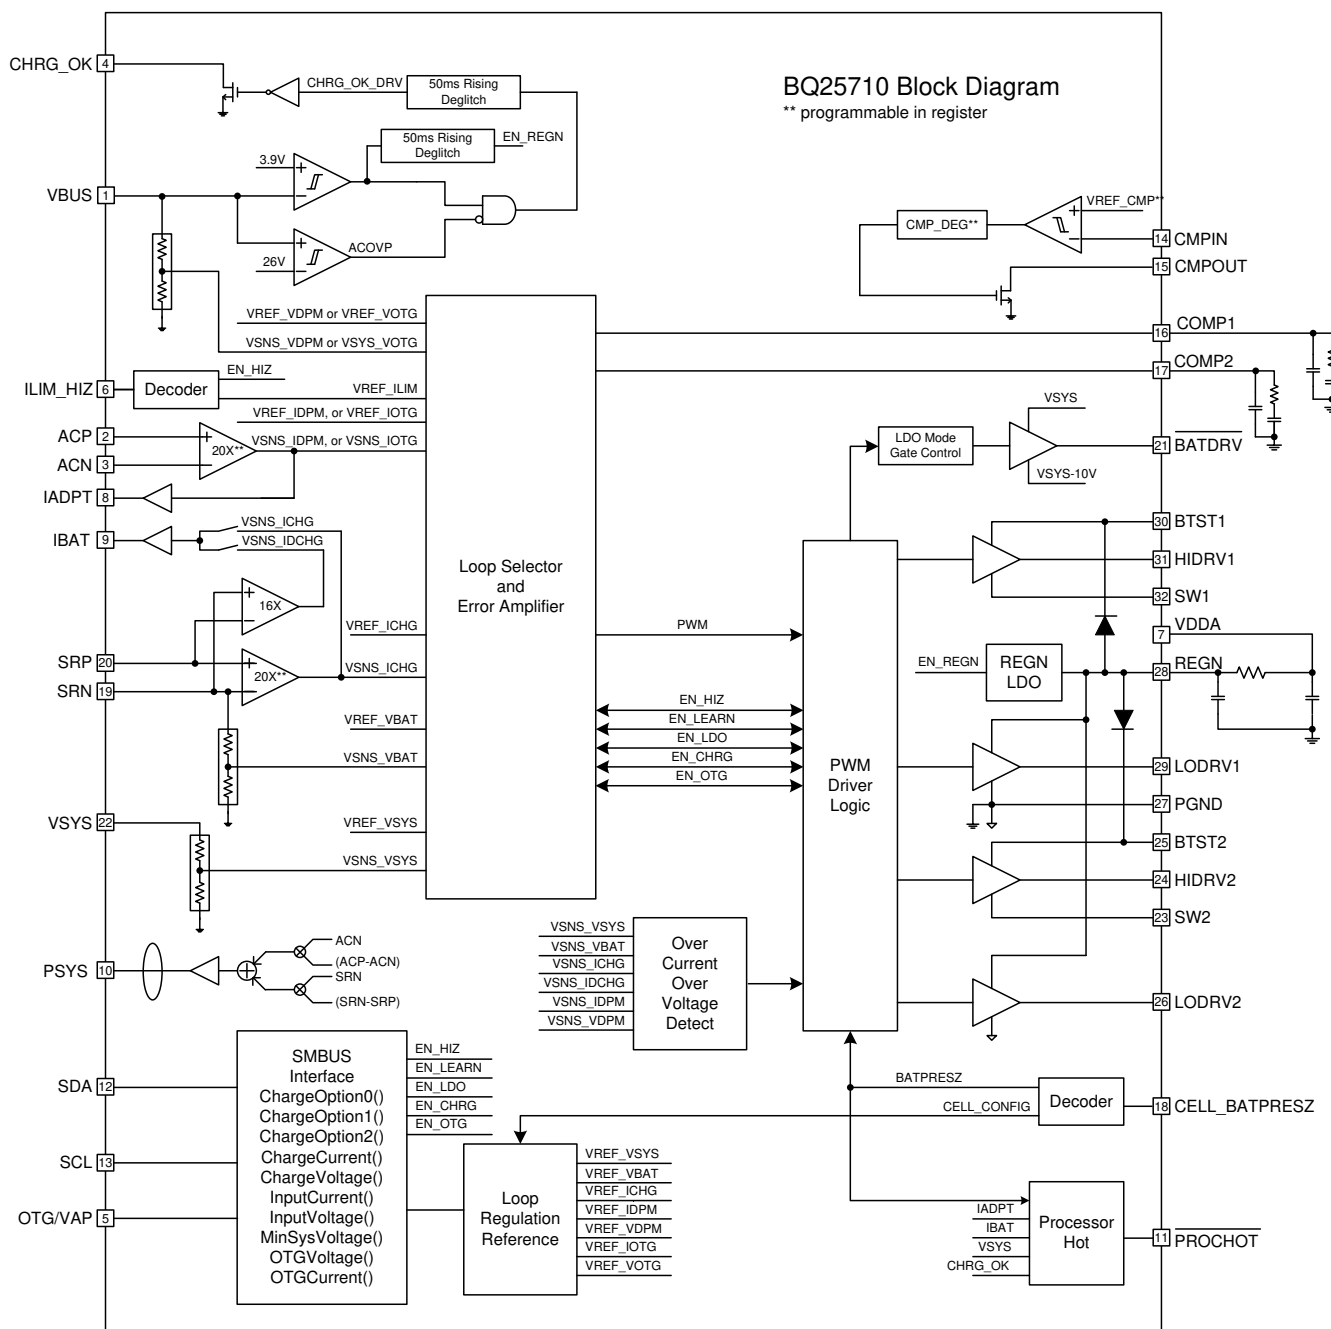 BQ25710 Block Diagram
** programmable in register
CHRG_OK 4
CHRG_OK_DRV
50ms Rising
Deglitch
50ms Rising
Deglitch
EN_REGN
3.9V
+
−
VBUS 1
+
−
26V
ACOVP
CMP_DEG**
VREF_CMP**
+
−
14 CMPIN
15 CMPOUT
VREF_VDPM or VREF_VOTG
VSNS_VDPM or VSYS_VOTG
16 COMP1
17 COMP2
EN_HIZ
ILIM_HIZ 6
Decoder
VREF_ILIM
VREF_IDPM, or VREF_IOTG
ACP 2
+
20X**
−
VSNS_IDPM, or VSNS_IOTG
ACN 3
IADPT 8
IBAT 9
VSNS_ICHG
VSNS_IDCHG
VSYS
LDO Mode
Gate Control
VSYS-10V
21 BATDRV
30 BTST1
31 HIDRV1
32 SW1
Loop Selector
and
Error Amplifier
+
16X
−
VREF_ICHG
PWM
7 VDDA
SRP 20
+
20X**
−
VSNS_ICHG
SRN 19
EN_REGN
REGN
LDO
28 REGN
EN_HIZ
EN_LEARN
EN_LDO
EN_CHRG
EN_OTG
VREF_VBAT
VSNS_VBAT
PWM
Driver
Logic
29 LODRV1
27 PGND
VSYS 22
VREF_VSYS
VSNS_VSYS
25 BTST2
24 HIDRV2
23 SW2
VSNS_VSYS
VSNS_VBAT
VSNS_ICHG
VSNS_IDCHG
VSNS_IDPM
VSNS_VDPM
Over
Current
Over
Voltage
Detect
PSYS 10
ACN
(ACP-ACN)
SRN
(SRN-SRP)
26 LODRV2
SMBUS
Interface
ChargeOption0()
ChargeOption1()
ChargeOption2()
ChargeCurrent()
ChargeVoltage()
InputCurrent()
InputVoltage()
MinSysVoltage()
OTGVoltage()
OTGCurrent()
SDA 12
SCL 13
OTG/VAP 5
EN_HIZ
EN_LEARN
EN_LDO
EN_CHRG
EN_OTG
BATPRESZ
CELL_CONFIG
Decoder
18 CELL_BATPRESZ
Loop
Regulation
Reference
VREF_VSYS
VREF_VBAT
VREF_ICHG
VREF_IDPM
VREF_VDPM
VREF_IOTG
VREF_VOTG
IADPT
IBAT
VSYS
CHRG_OK
Processor
Hot
11 PROCHOT